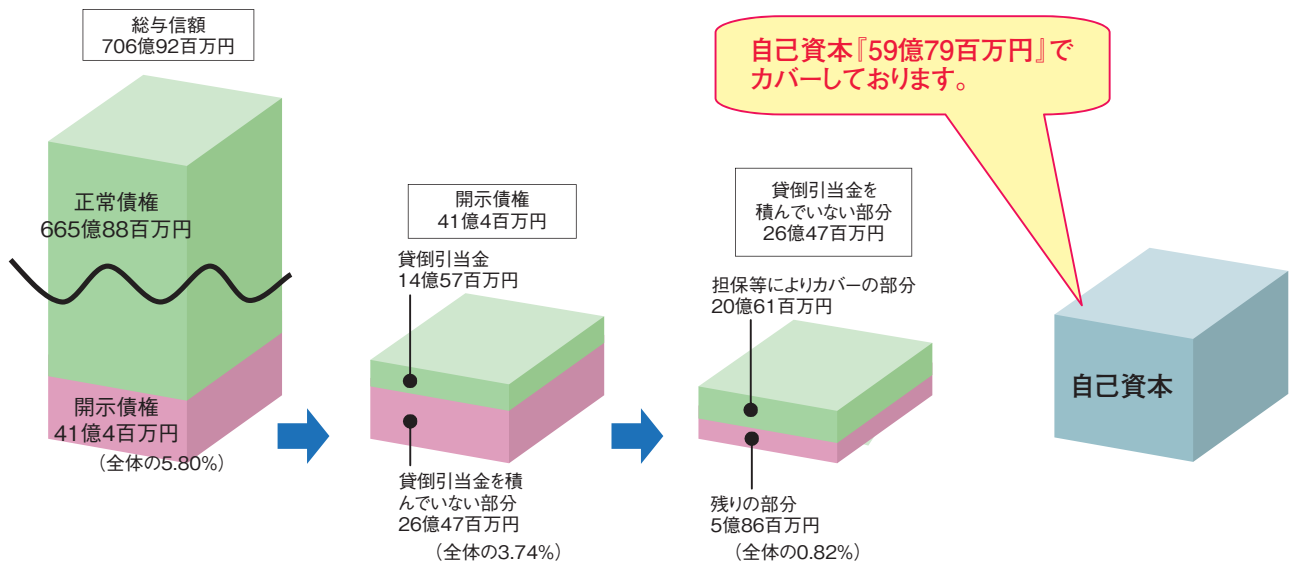 総与信額
706億92百万円
正常債権
665億88百万円
開示債権
41億4百万円
（全体の5.80%）
開示債権
41億4百万円
貸倒引当金
14億57百万円
貸倒引当金を積
んでいない部分
26億47百万円
（全体の3.74%）
貸倒引当金を
積んでいない部分
26億47百万円
担保等によりカバーの部分
20億61百万円
残りの部分
5億86百万円
（全体の0.82%）
自己資本『59億79百万円』で
カバーしております。
自己資本